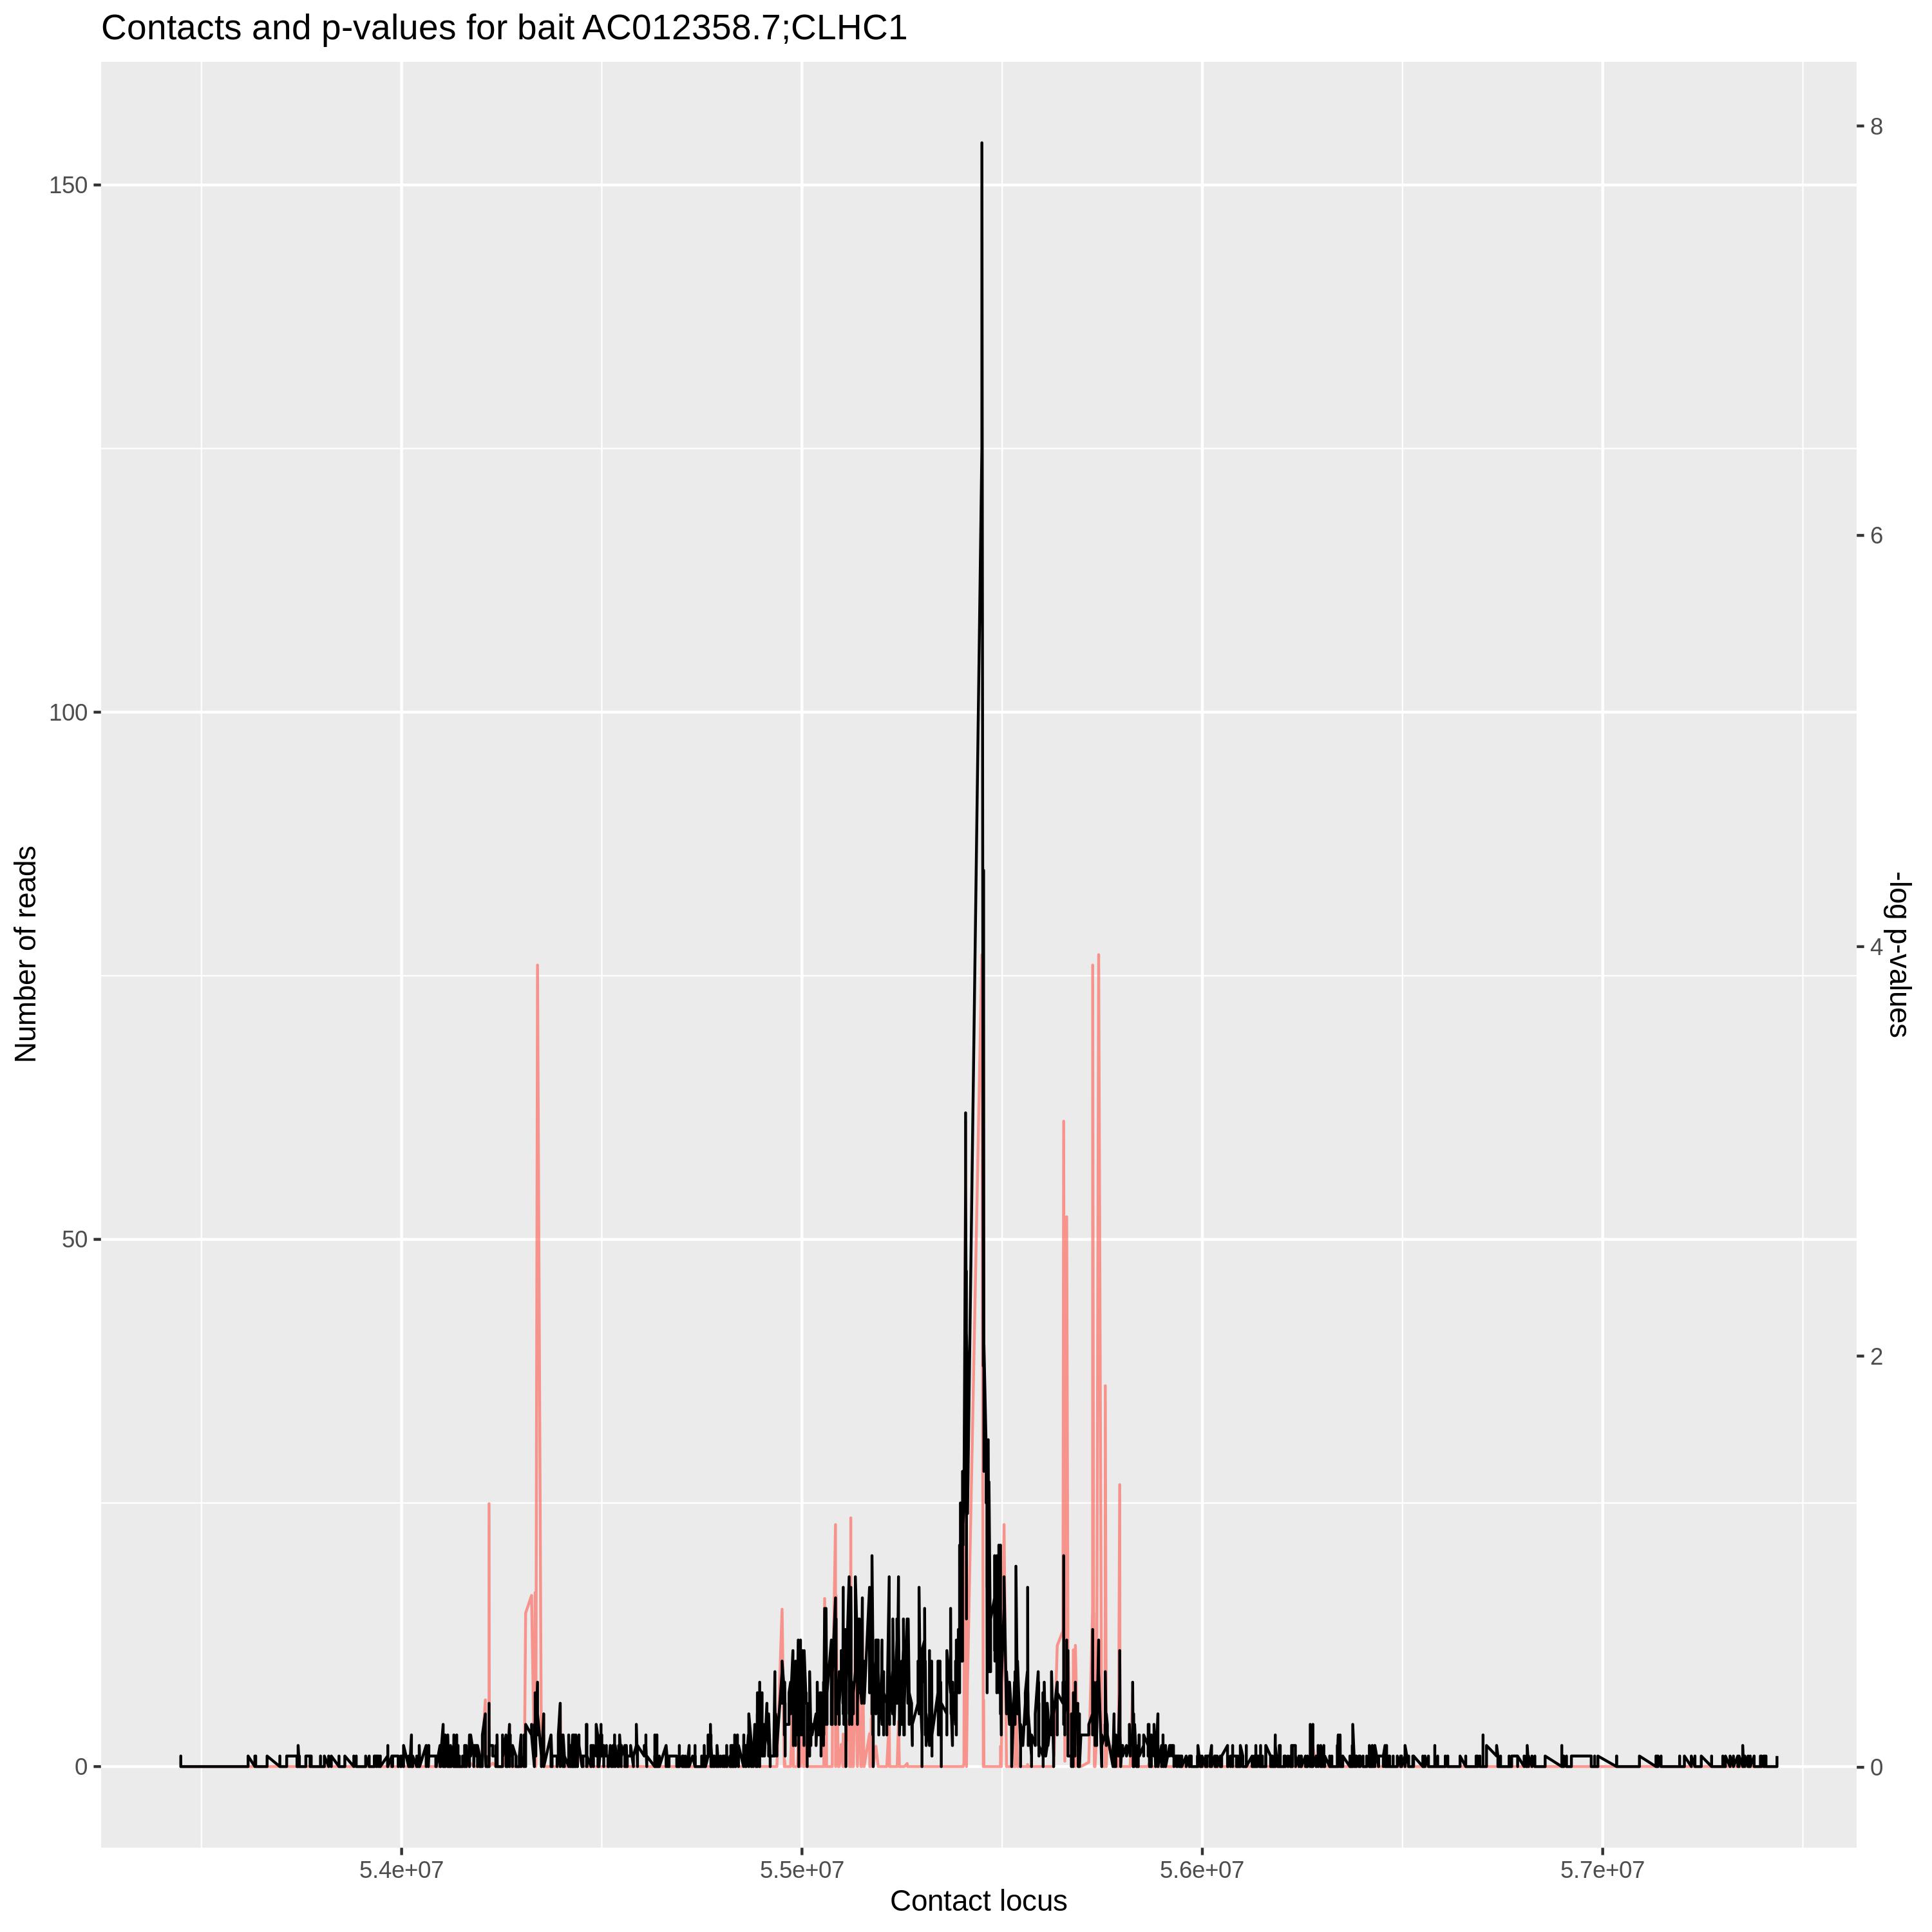 Contacts and p-values for bait AC012358.7;CLHC1
150
100
50
0
Number of reads
8
6
4
2
0
-log p-values
5.4e+07
5.5e+07
5.6e+07
5.7e+07
Contact locus